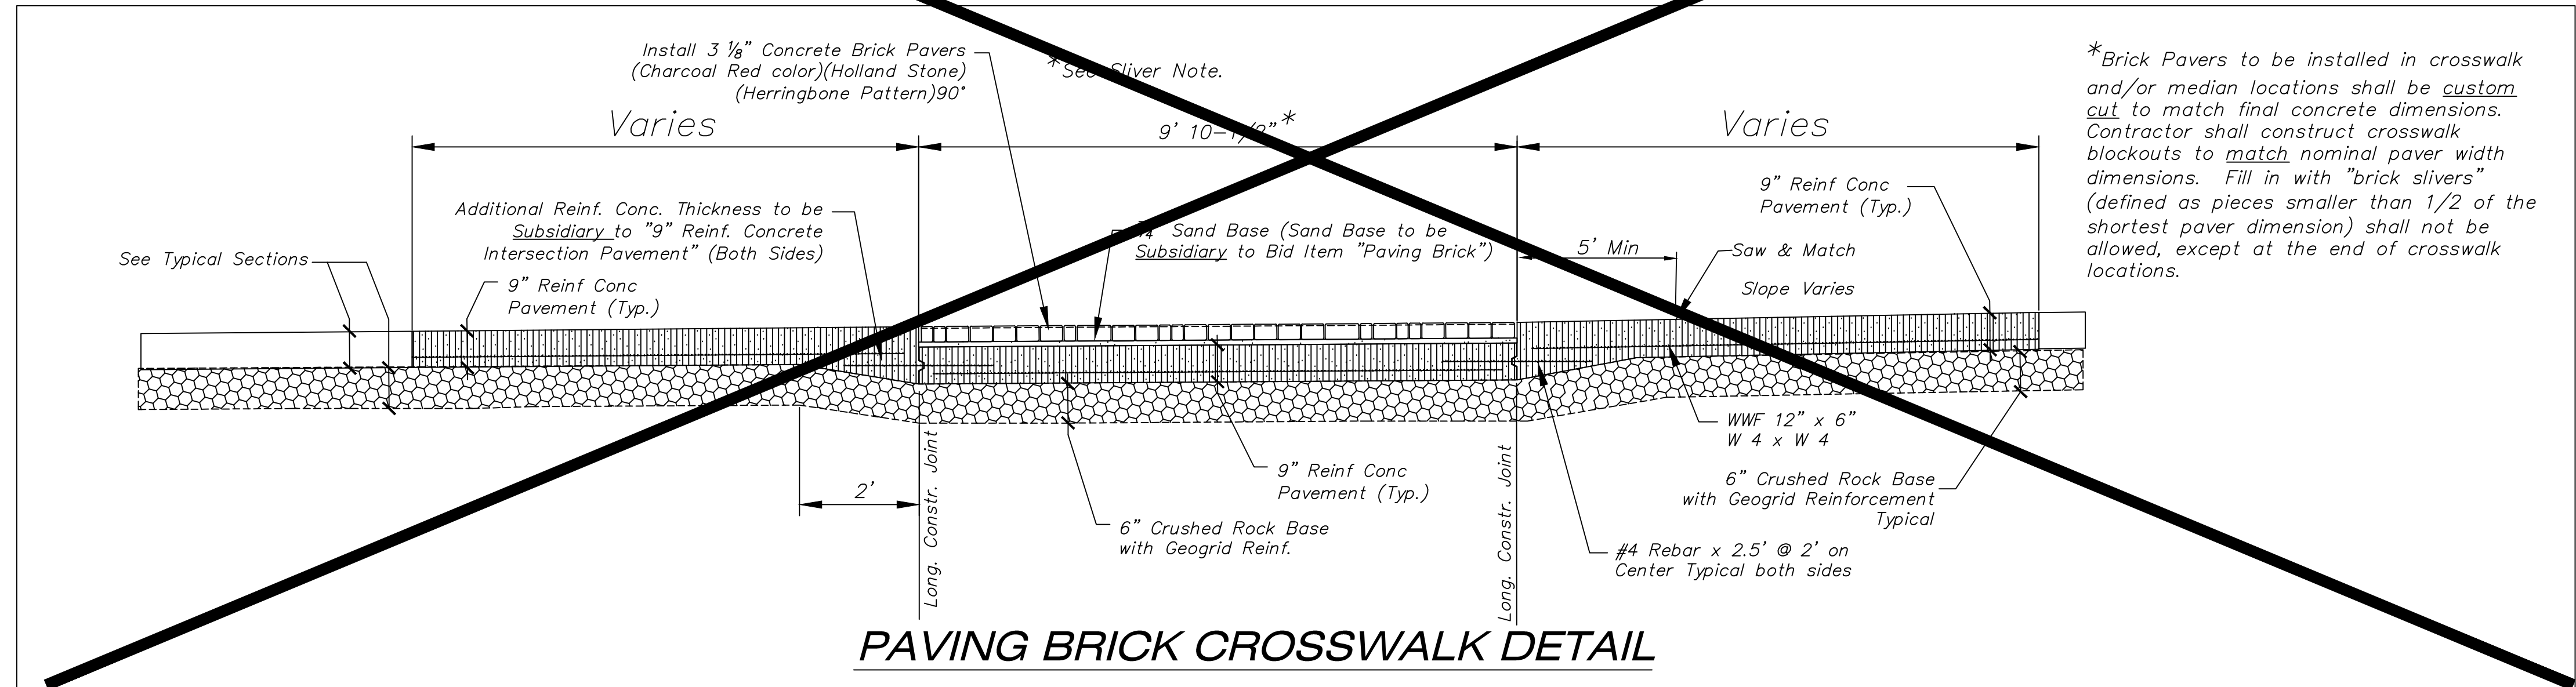 Install 3 ⅛" Concrete Brick Pavers
(Charcoal Red color)(Holland Stone)
(Herringbone Pattern)90°
*See Sliver Note.
Varies
9' 10-1/2"*
Varies
*Brick Pavers to be installed in crosswalk
and/or median locations shall be custom
cut to match final concrete dimensions.
Contractor shall construct crosswalk
blockouts to match nominal paver width
dimensions. Fill in with "brick slivers"
(defined as pieces smaller than 1/2 of the
shortest paver dimension) shall not be
allowed, except at the end of crosswalk
locations.
See Typical Sections
Additional Reinf. Conc. Thickness to be
Subsidiary to "9" Reinf. Concrete
Intersection Pavement" (Both Sides)
9" Reinf Conc
Pavement (Typ.)
Sand Base (Sand Base to be
Subsidiary to Bid Item "Paving Brick")
5' Min
9" Reinf Conc
Pavement (Typ.)
Saw & Match
Slope Varies
2'
Long. Constr. Joint
6" Crushed Rock Base
with Geogrid Reinf.
9" Reinf Conc
Pavement (Typ.)
Long. Constr. Joint
WWF 12" x 6"
W 4 x W 4
6" Crushed Rock Base
with Geogrid Reinforcement
Typical
#4 Rebar x 2.5' @ 2' on
Center Typical both sides
PAVING BRICK CROSSWALK DETAIL